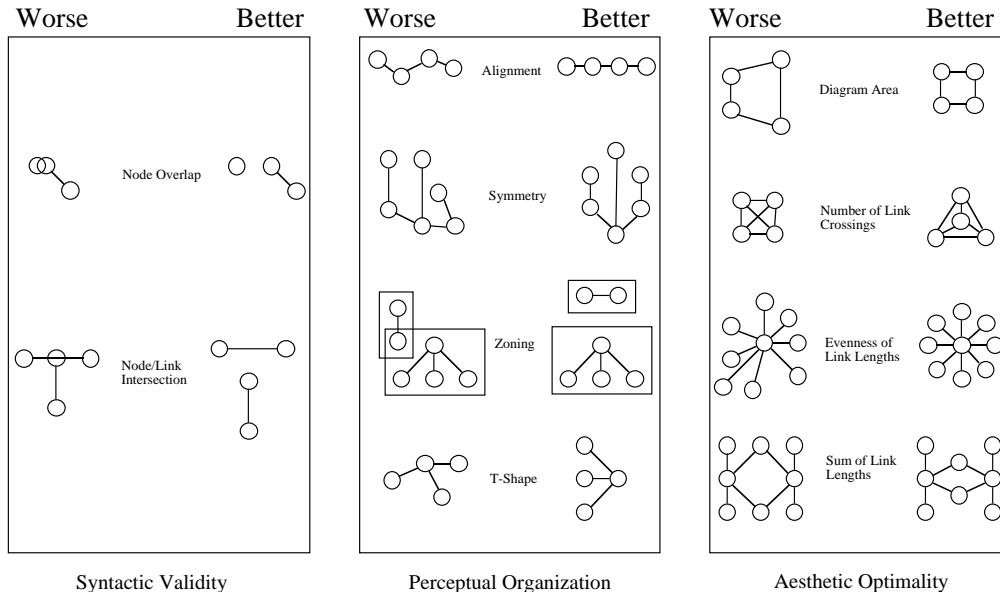 Worse
Better
Node Overlap
Node/Link
Intersection
Syntactic Validity
Worse
Better
Alignment
Symmetry
Zoning
T-Shape
Perceptual Organization
Worse
Better
Diagram Area
Number of Link
Crossings
Evenness of
Link Lengths
Sum of Link
Lengths
Aesthetic Optimality